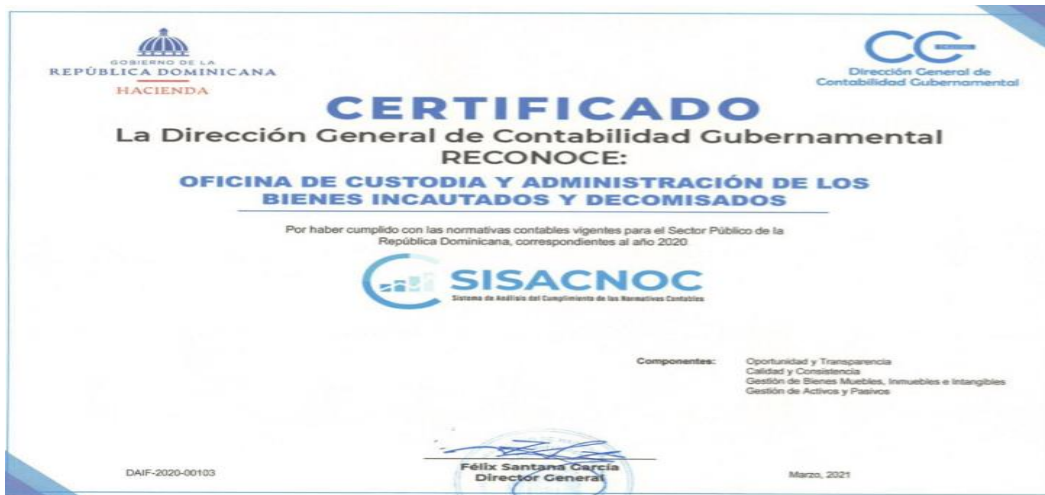 GOBIERNO DE LA
REPÚBLICA DOMINICANA
HACIENDA
CG
Dirección General de
Contabilidad Gubernamental
CERTIFICADO
La Dirección General de Contabilidad Gubernamental
RECONOCE:
OFICINA DE CUSTODIA Y ADMINISTRACIÓN DE LOS
BIENES INCAUTADOS Y DECOMISADOS
Por haber cumplido con las normativas contables vigentes para el Sector Público de la
República Dominicana, correspondientes al año 2020
SISACNOC
Sistema de Análisis del Cumplimiento de las Normativas Contables
Componentes: Oportunidad y Transparencia
Calidad y Consistencia
Gestión de Bienes Muebles, Inmuebles e Intangibles
Gestión de Activos y Pasivos
Félix Santana García
Director General
DAIF-2020-00103
Marzo, 2021